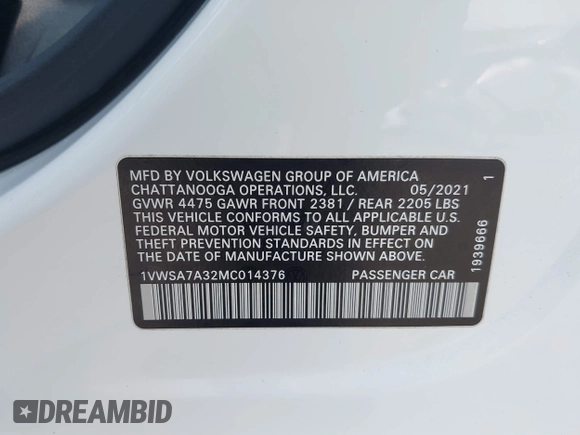 MFD BY VOLKSWAGEN GROUP OF AMERICA
CHATTANOOGA OPERATIONS, LLC. 05/2021
GVWR 4475 GAWR FRONT 2381 / REAR 2205 LBS
THIS VEHICLE CONFORMS TO ALL APPLICABLE U.S.
FEDERAL MOTOR VEHICLE SAFETY, BUMPER AND
THEFT PREVENTION STANDARDS IN EFFECT ON
THE DATE OF MANUFACTURE SHOWN ABOVE.
1VWSA7A32MC014376 PASSENGER CAR
1939666 1
DREAMBID